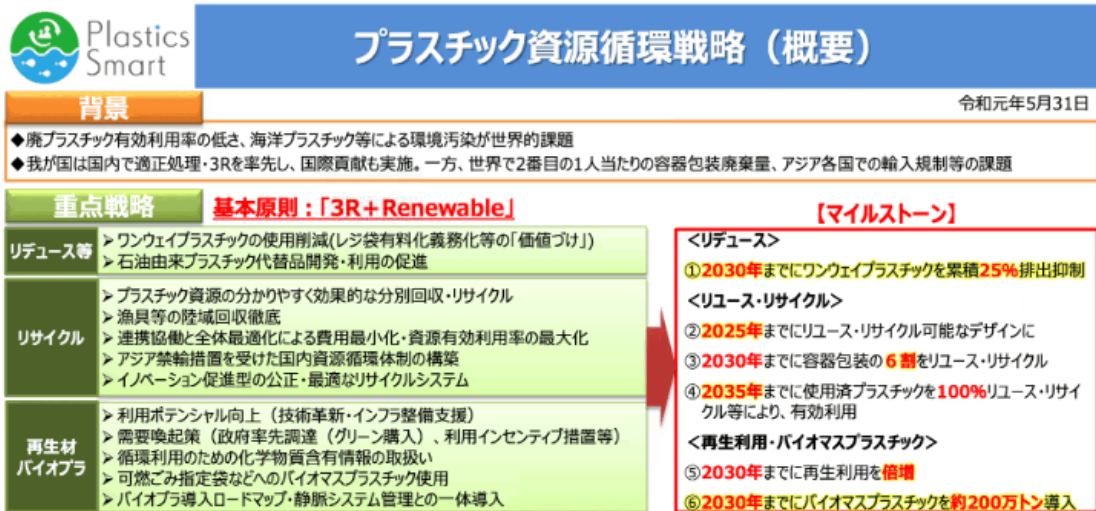 Plastics
Smart
プラスチック資源循環戦略（概要）
令和元年5月31日
背景
◆廃プラスチック有効利用率の低さ、海洋プラスチック等による環境汚染が世界的課題
◆我が国は国内で適正処理・3Rを率先し、国際貢献も実施。一方、世界で2番目の1人当たりの容器包装廃棄量、アジア各国での輸入規制等の課題
重点戦略
基本原則：「3R＋Renewable」
リデュース等
➢ワンウェイプラスチックの使用削減(レジ袋有料化義務化等の「価値づけ」)
➢石油由来プラスチック代替品開発・利用の促進
リサイクル
➢プラスチック資源の分かりやすく効果的な分別回収・リサイクル
➢漁具等の陸域回収徹底
➢連携協働と全体最適化による費用最小化・資源有効利用率の最大化
➢アジア禁輸措置を受けた国内資源循環体制の構築
➢イノベーション促進型の公正・最適なリサイクルシステム
再生材
バイオプラ
➢利用ポテンシャル向上（技術革新・インフラ整備支援）
➢需要喚起策（政府率先調達（グリーン購入）、利用インセンティブ措置等）
➢循環利用のための化学物質含有情報の取扱い
➢可燃ごみ指定袋などへのバイオマスプラスチック使用
➢バイオプラ導入ロードマップ・静脈システム管理との一体導入
【マイルストーン】
＜リデュース＞
①2030年までにワンウェイプラスチックを累積25%排出抑制
＜リユース・リサイクル＞
②2025年までにリユース・リサイクル可能なデザインに
③2030年までに容器包装の６割をリユース・リサイクル
④2035年までに使用済プラスチックを100%リユース・リサイ
クル等により、有効利用
＜再生利用・バイオマスプラスチック＞
⑤2030年までに再生利用を倍増
⑥2030年までにバイオマスプラスチックを約200万トン導入